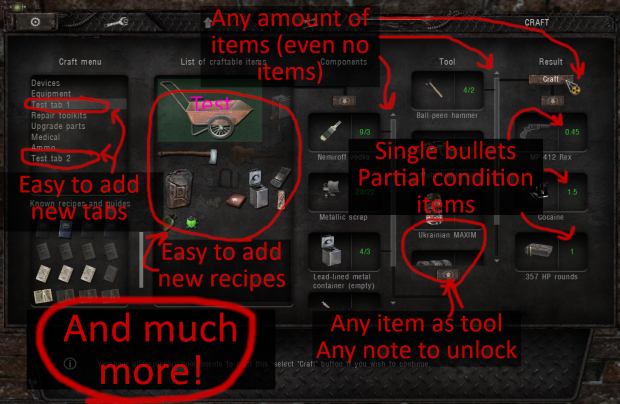 CRAFT
Any amount of
items (even no
items)
Craft menu
List of craftable items
Components
Tool
Result
Devices
Equipment
Test tab 1
Repair toolkits
Upgrade parts
Medical
Ammo
Test tab 2
Test
4/2
Ball-peen hammer
Craft
9/3
Nemiroff vodka
0.45
MP 412 Rex
Single bullets
Partial condition
items
Easy to add
new tabs
Known recipes and guides
Metallic scrap
Ukrainian MAXIM
1.5
Cocaine
Easy to add
new recipes
4/3
Lead-lined metal
container (empty)
1
.357 HP rounds
And much
more!
Any item as tool
Any note to unlock
select "Craft" button if you wish to continue.